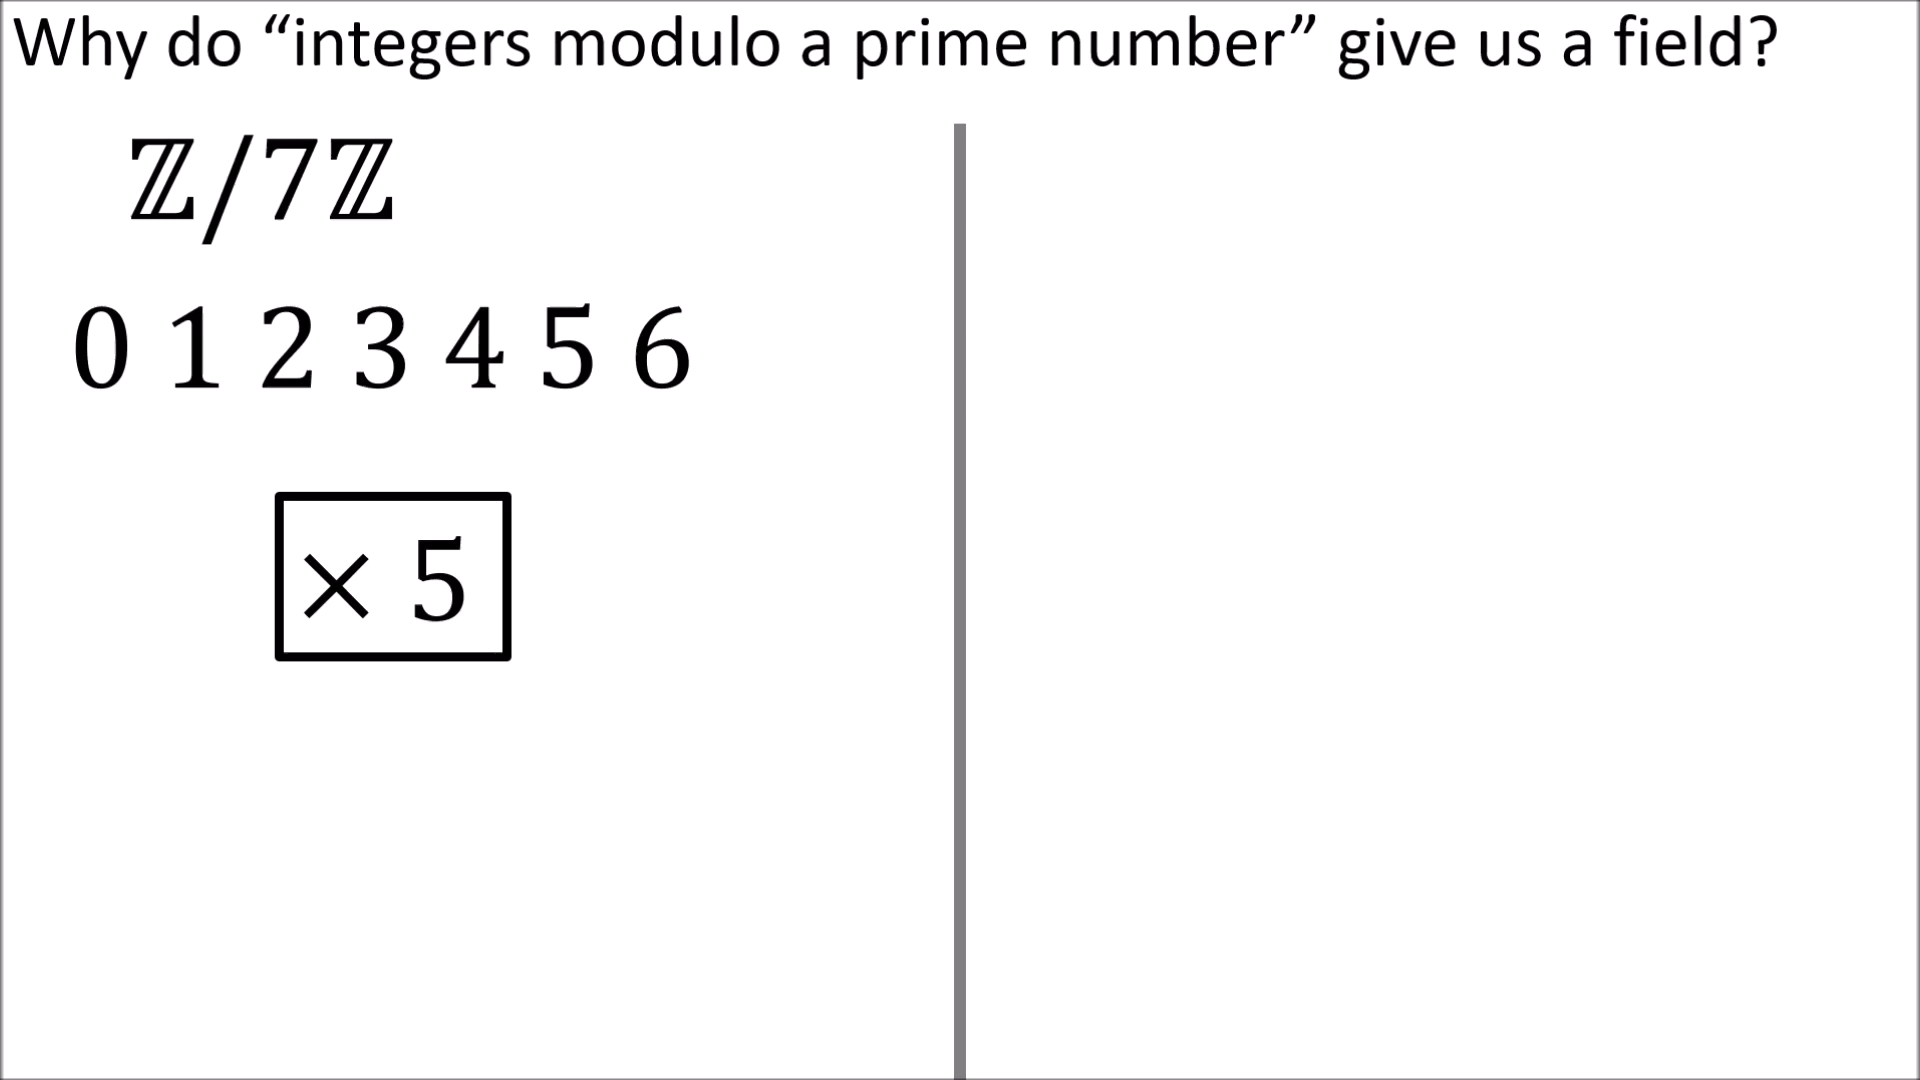 Why do “integers modulo a prime number” give us a field?
ℤ/7ℤ
0 1 2 3 4 5 6
× 5